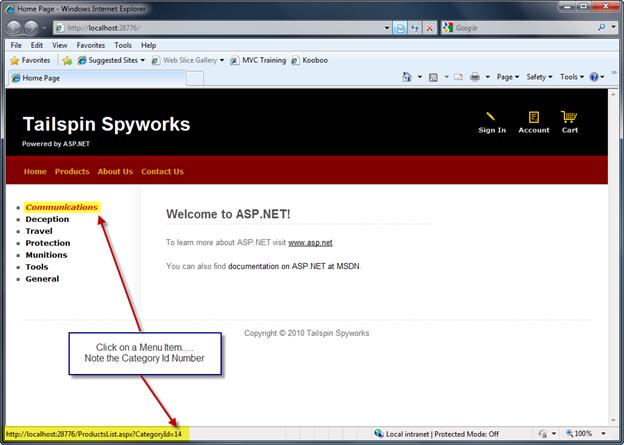 Home Page - Windows Internet Explorer
http://localhost:28776/
Google
File Edit View Favorites Tools Help
Favorites Suggested Sites Web Slice Gallery MVC Training Kooboo
Home Page
Page Safety Tools
Tailspin Spyworks
Powered by ASP.NET
Sign In Account Cart
Home Products About Us Contact Us
Communications
Deception
Travel
Protection
Munitions
Tools
General
Welcome to ASP.NET!
To learn more about ASP.NET visit www.asp.net.
You can also find documentation on ASP.NET at MSDN.
Copyright © 2010 Tailspin Spyworks
Click on a Menu Item.....
Note the Category Id Number
http://localhost:28776/ProductsList.aspx?CategoryId=14
Local intranet | Protected Mode: Off
100%